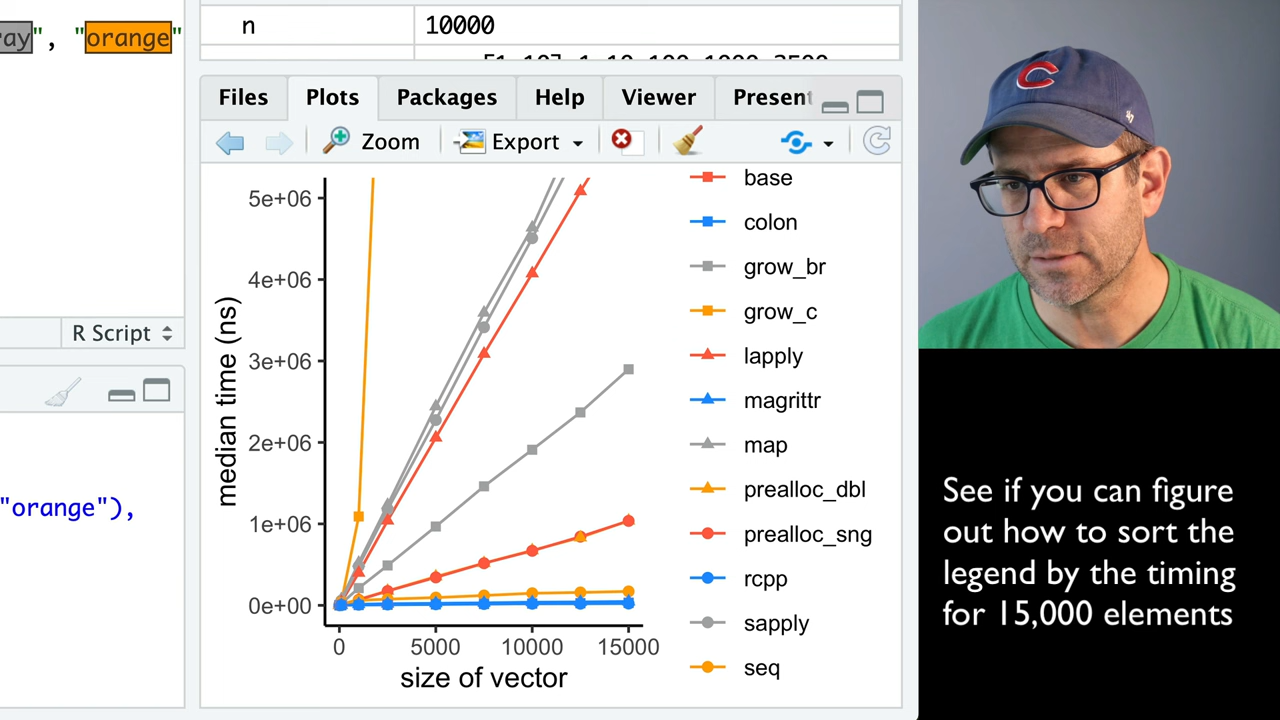 ay", "orange"
n 10000
Files Plots Packages Help Viewer Present
Zoom Export
R Script
"orange"),
median time (ns)
5e+06
4e+06
3e+06
2e+06
1e+06
0e+00
0 5000 10000 15000
size of vector
base
colon
grow_br
grow_c
lapply
magrittr
map
prealloc_dbl
prealloc_sng
rcpp
sapply
seq
C
See if you can figure
out how to sort the
legend by the timing
for 15,000 elements